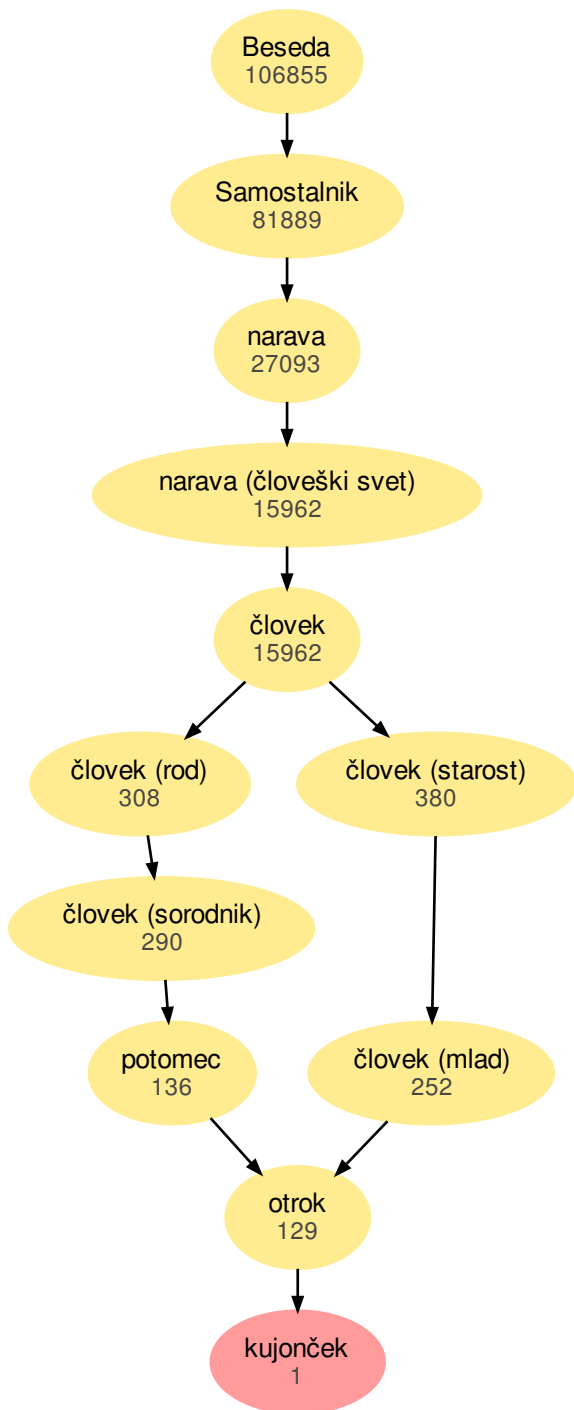 Beseda
106855
Samostalnik
81889
narava
27093
narava (človeški svet)
15962
človek
15962
človek (rod)
308
človek (starost)
380
človek (sorodnik)
290
potomec
136
človek (mlad)
252
otrok
129
kujonček
1